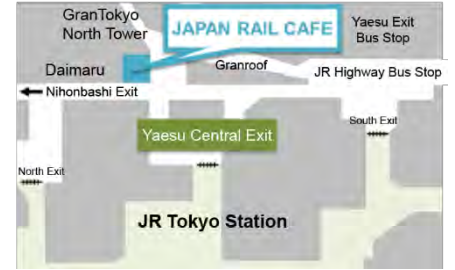 GranTokyo
North Tower
JAPAN RAIL CAFE
Yaesu Exit
Bus Stop
Daimaru
Granroof
JR Highway Bus Stop
Nihonbashi Exit
Yaesu Central Exit
South Exit
North Exit
JR Tokyo Station